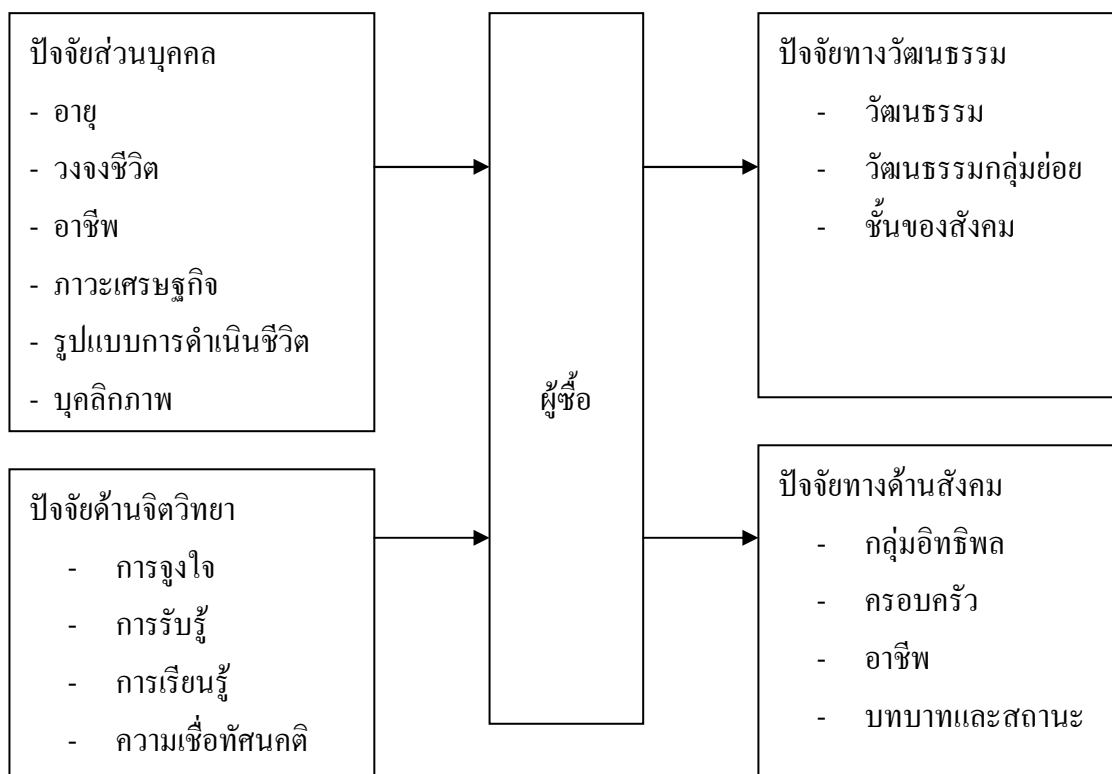 ปัจจัยส่วนบุคคล
- อายุ
- วงจงชีวิต
- อาชีพ
- ภาวะเศรษฐกิจ
- รูปแบบการดำเนินชีวิต
- บุคลิกภาพ
ปัจจัยด้านจิตวิทยา
- การจูงใจ
- การรับรู้
- การเรียนรู้
- ความเชื่อทัศนคติ
ผู้ซื้อ
ปัจจัยทางวัฒนธรรม
- วัฒนธรรม
- วัฒนธรรมกลุ่มย่อย
- ชั้นของสังคม
ปัจจัยทางด้านสังคม
- กลุ่มอิทธิพล
- ครอบครัว
- อาชีพ
- บทบาทและสถานะ